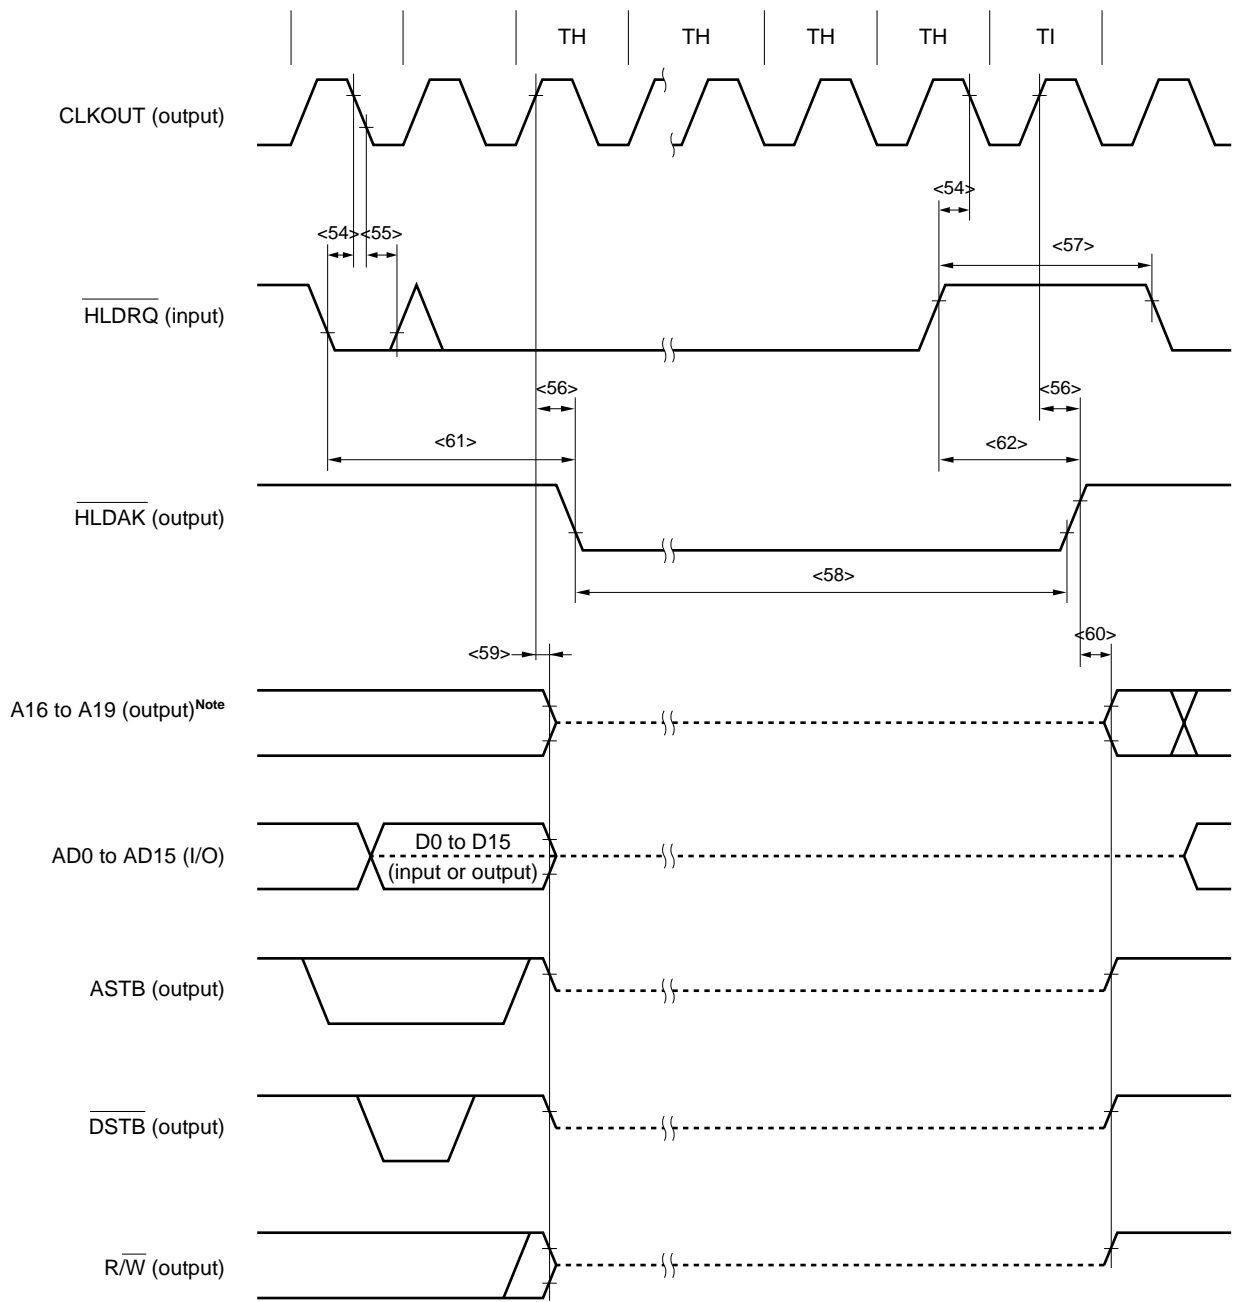 TH TH TH TH TI
CLKOUT (output)
<54>
<54> <55>
<57>
HLDRQ (input)
<56> <56>
<61> <62>
HLDAK (output)
<58>
<60>
<59>
A16 to A19 (output)Note
D0 to D15
AD0 to AD15 (I/O)
(input or output)
ASTB (output)
DSTB (output)
R/W (output)